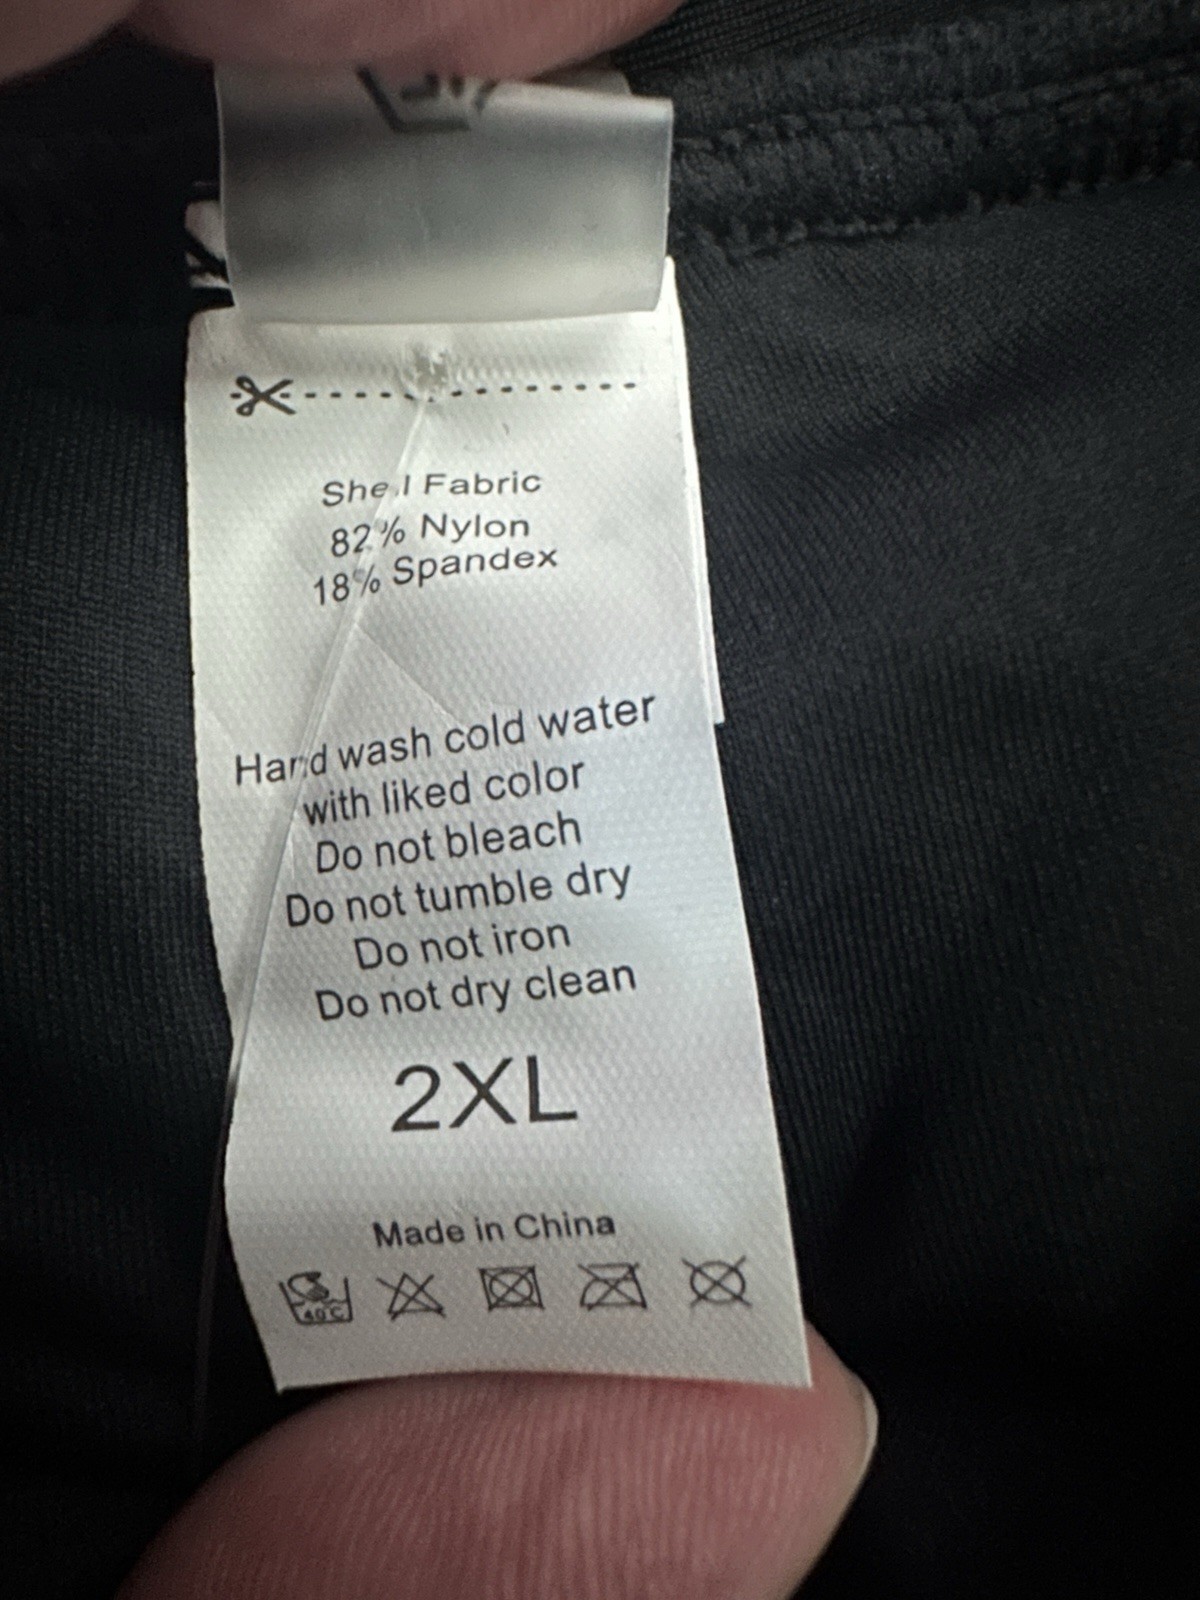 Shell Fabric
82% Nylon
18% Spandex
Hand wash cold water
with liked color
Do not bleach
Do not tumble dry
Do not iron
Do not dry clean
2XL
Made in China
40°C